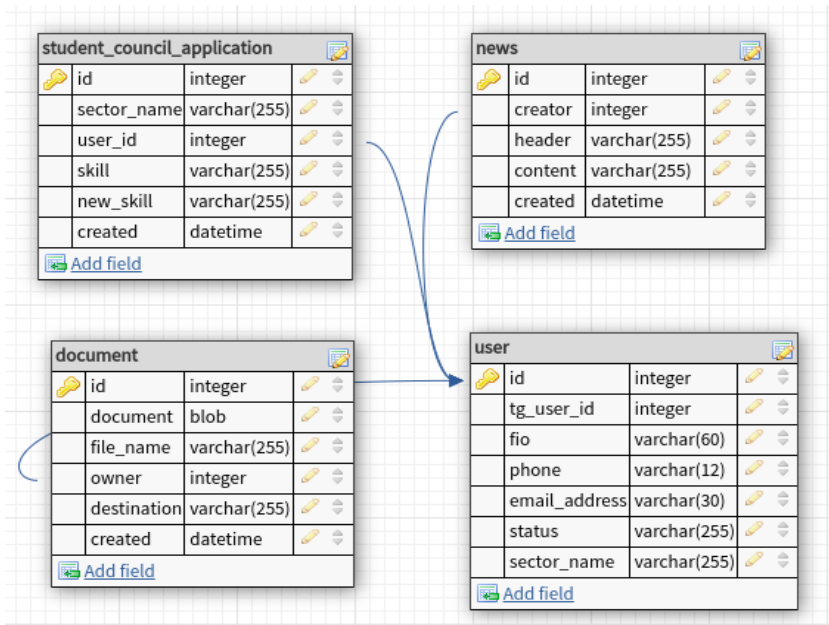 student_council_application
id integer
sector_name varchar(255)
user_id integer
skill varchar(255)
new_skill varchar(255)
created datetime
Add field
news
id integer
creator integer
header varchar(255)
content varchar(255)
created datetime
Add field
document
id integer
document blob
file_name varchar(255)
owner integer
destination varchar(255)
created datetime
Add field
user
id integer
tg_user_id integer
fio varchar(60)
phone varchar(12)
email_address varchar(30)
status varchar(255)
sector_name varchar(255)
Add field